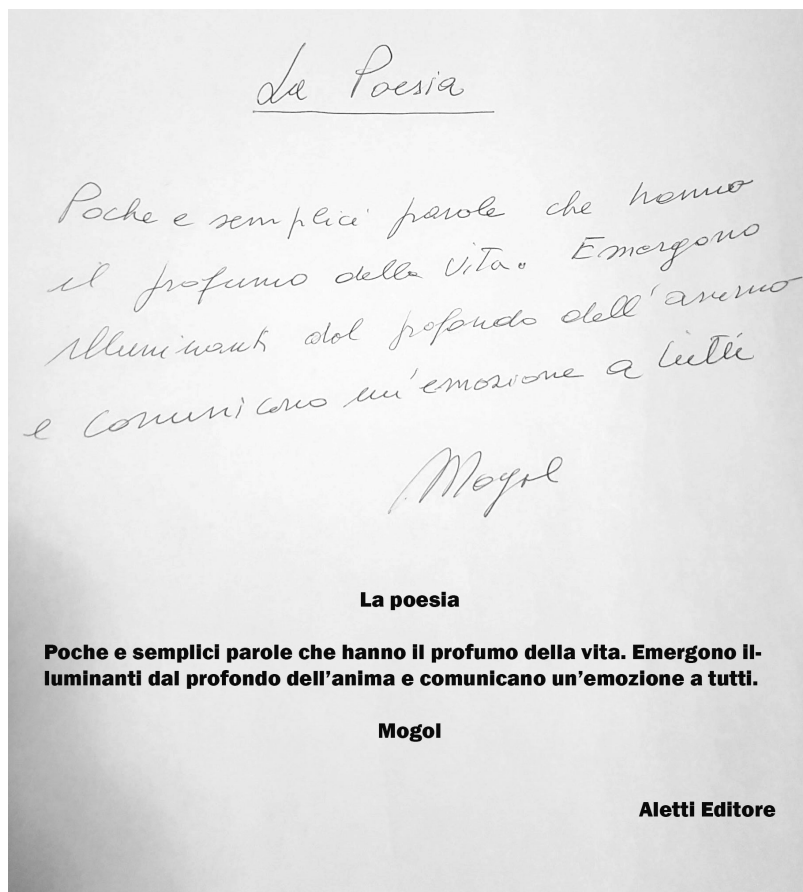 La Poesia
Poche e semplici parole che hanno
il profumo della vita. Emergono
illuminanti dal profondo dell'animo
e comunicano un'emozione a tutti
Mogol
La poesia
Poche e semplici parole che hanno il profumo della vita. Emergono il-
luminanti dal profondo dell’anima e comunicano un’emozione a tutti.
Mogol
Aletti Editore